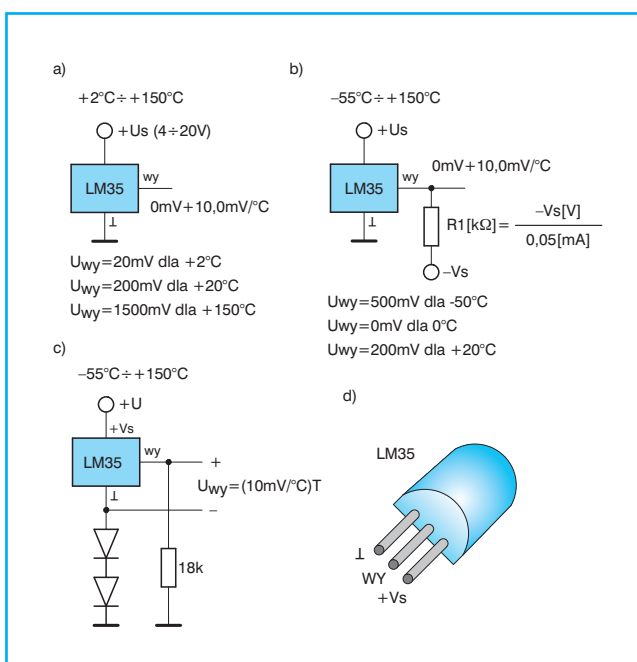 a)
+2°C÷+150°C
+Us (4÷20V)
LM35
wy
0mV+10,0mV/°C
⊥
Uwy=20mV dla +2°C
Uwy=200mV dla +20°C
Uwy=1500mV dla +150°C
b)
−55°C÷+150°C
+Us
LM35
wy
0mV+10,0mV/°C
⊥
R1[kΩ]= −Vs[V]
0,05[mA]
−Vs
Uwy=500mV dla -50°C
Uwy=0mV dla 0°C
Uwy=200mV dla +20°C
c)
−55°C÷+150°C
+U
+Vs
LM35
wy
+
⊥
Uwy=(10mV/°C)T
−
18k
d)
LM35
⊥
WY
+Vs